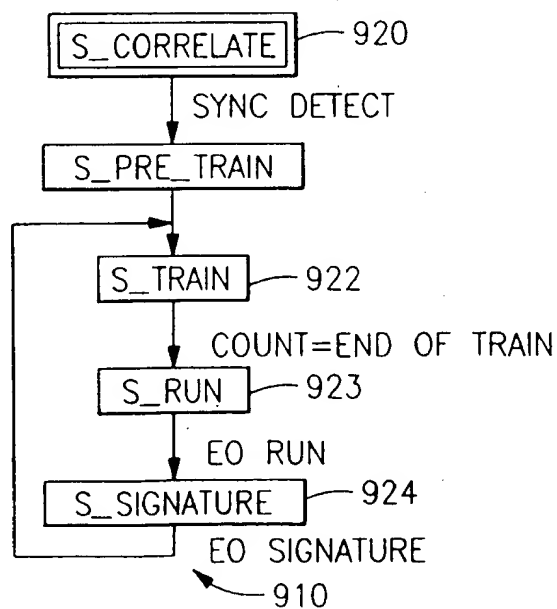 S_CORRELATE 920
SYNC DETECT
S_PRE_TRAIN
S_TRAIN 922
COUNT=END OF TRAIN
S_RUN 923
EO RUN
S_SIGNATURE 924
EO SIGNATURE
910